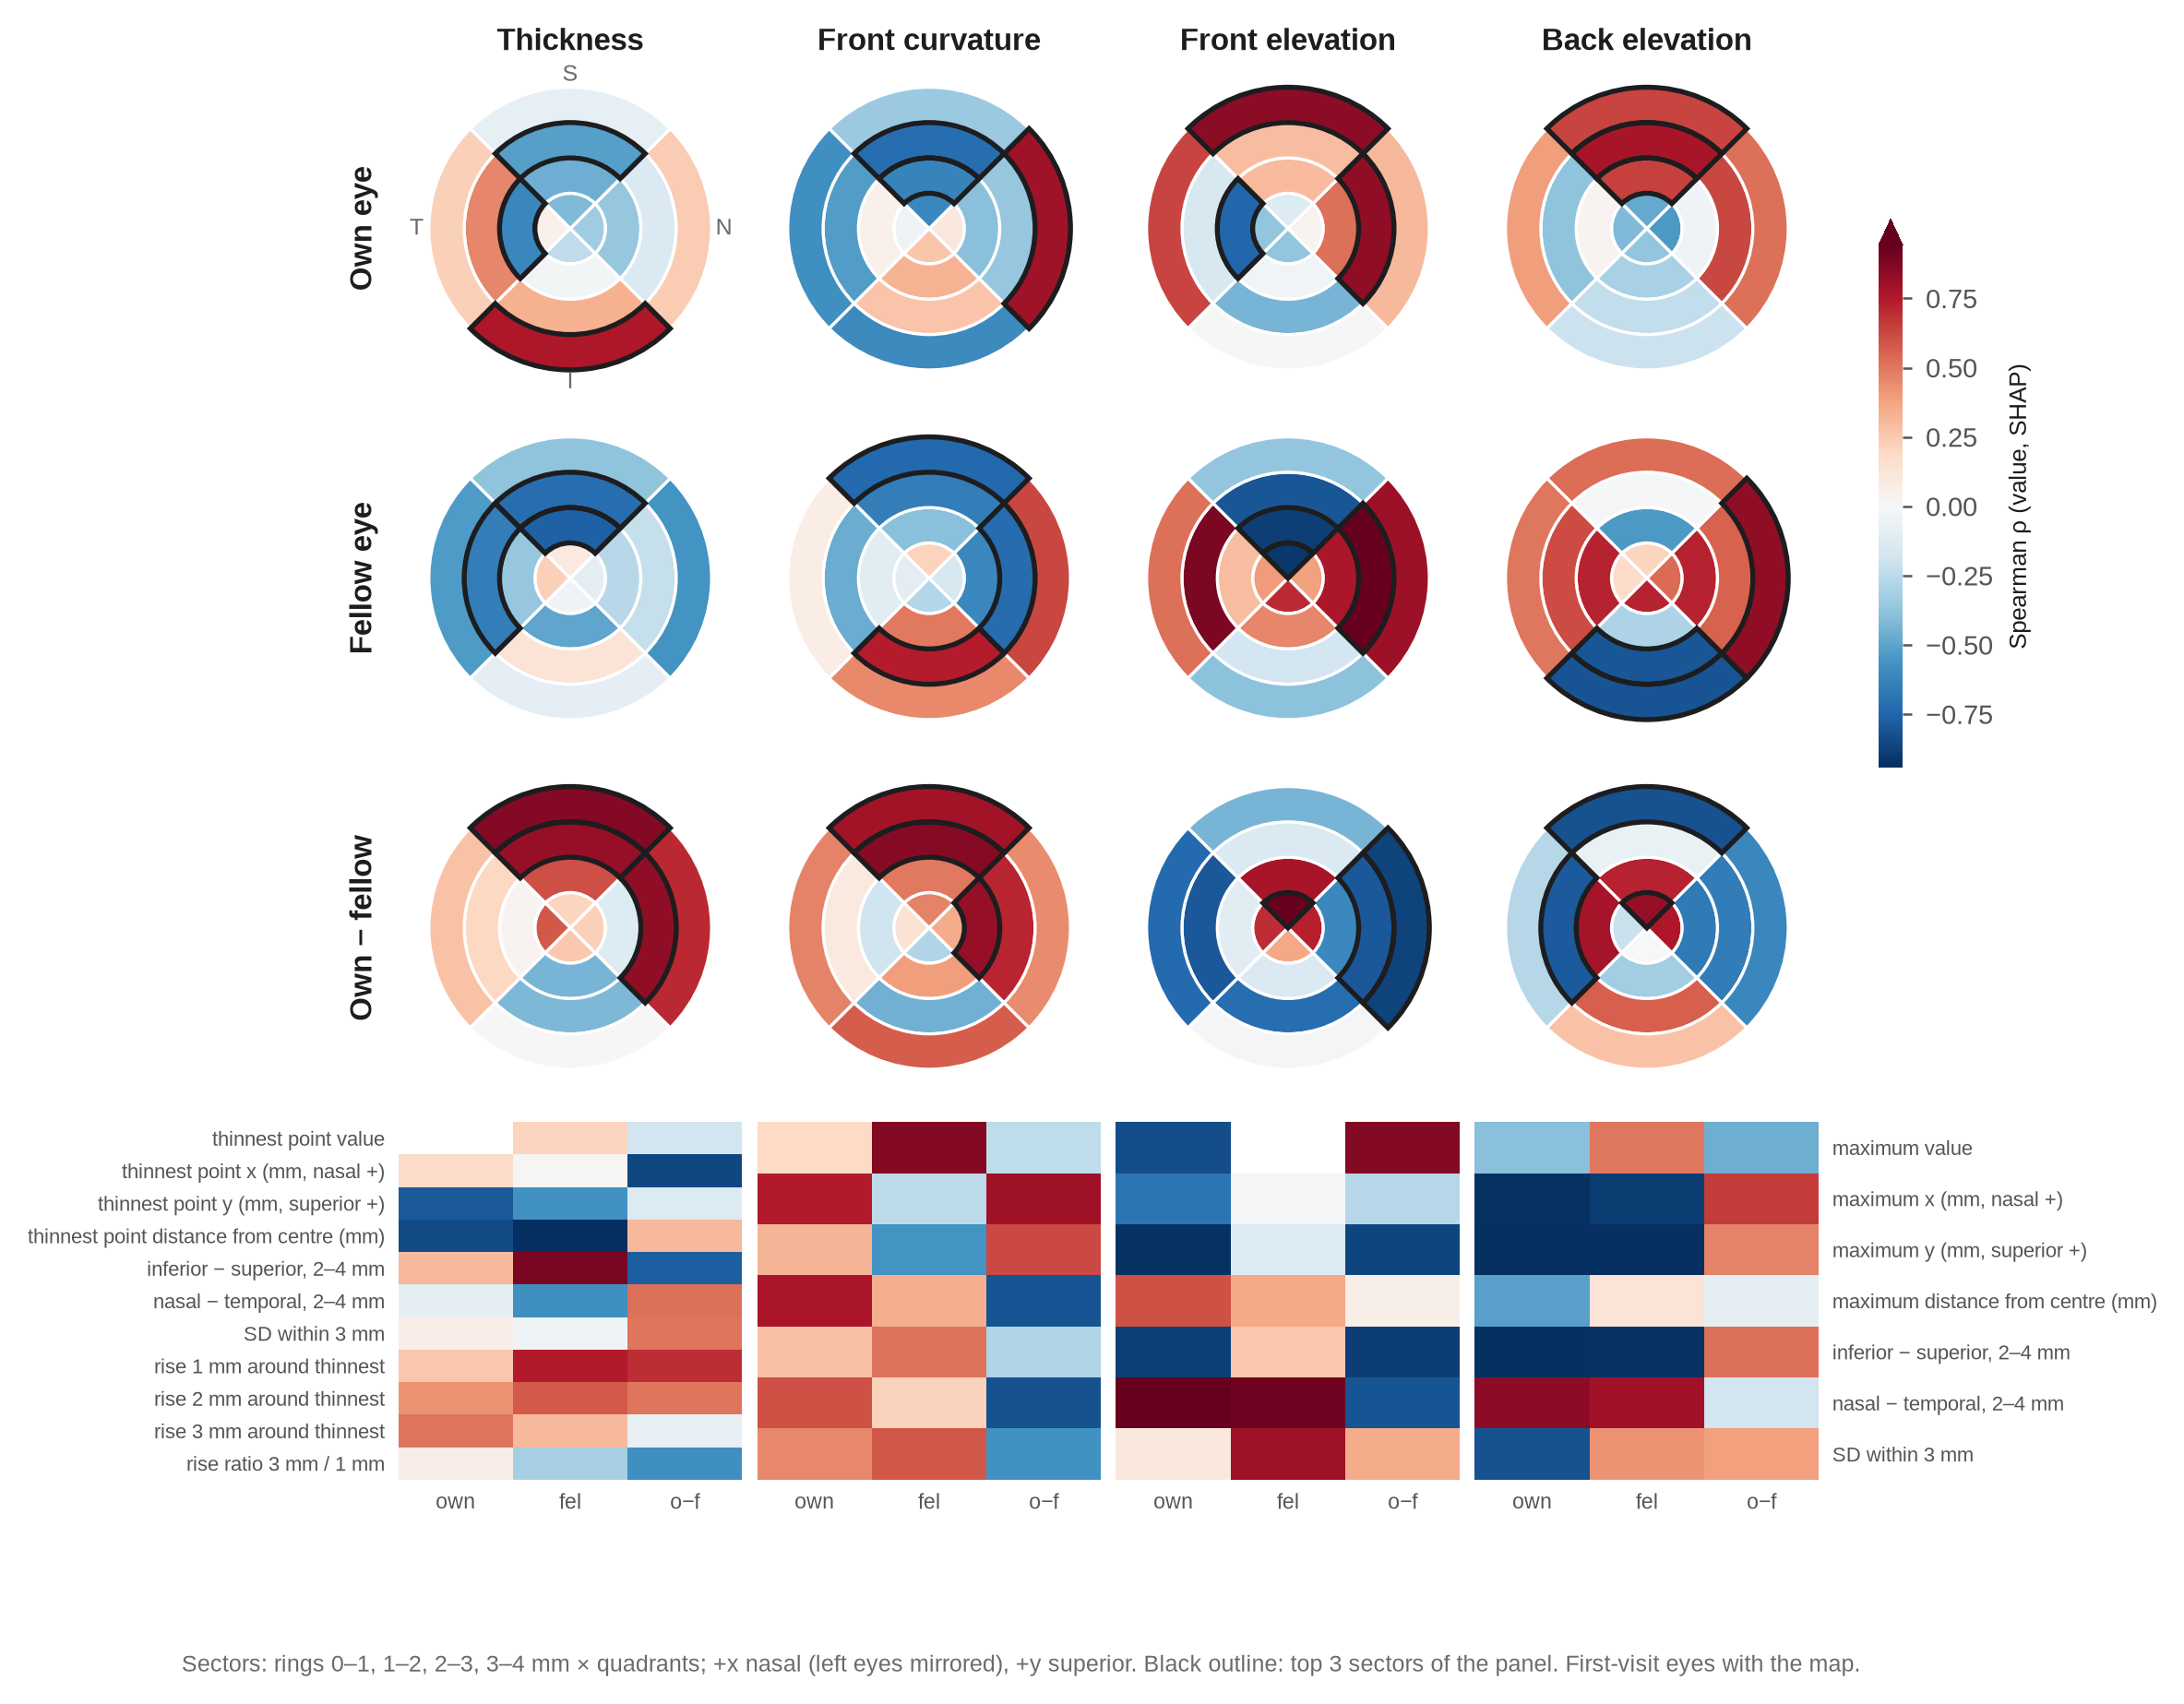 Thickness
Front curvature
Front elevation
Back elevation
S
T
N
I
Own eye
Fellow eye
Own − fellow
0.75
0.50
0.25
0.00
−0.25
−0.50
−0.75
Spearman ρ (value, SHAP)
thinnest point value
thinnest point x (mm, nasal +)
thinnest point y (mm, superior +)
thinnest point distance from centre (mm)
inferior − superior, 2–4 mm
nasal − temporal, 2–4 mm
SD within 3 mm
rise 1 mm around thinnest
rise 2 mm around thinnest
rise 3 mm around thinnest
rise ratio 3 mm / 1 mm
maximum value
maximum x (mm, nasal +)
maximum y (mm, superior +)
maximum distance from centre (mm)
inferior − superior, 2–4 mm
nasal − temporal, 2–4 mm
SD within 3 mm
own fel o−f own fel o−f own fel o−f own fel o−f
Sectors: rings 0–1, 1–2, 2–3, 3–4 mm × quadrants; +x nasal (left eyes mirrored), +y superior. Black outline: top 3 sectors of the panel. First-visit eyes with the map.